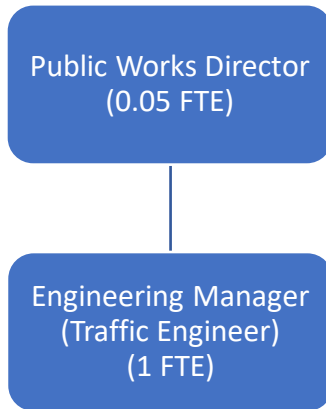 Public Works Director
(0.05 FTE)
Engineering Manager
(Traffic Engineer)
(1 FTE)